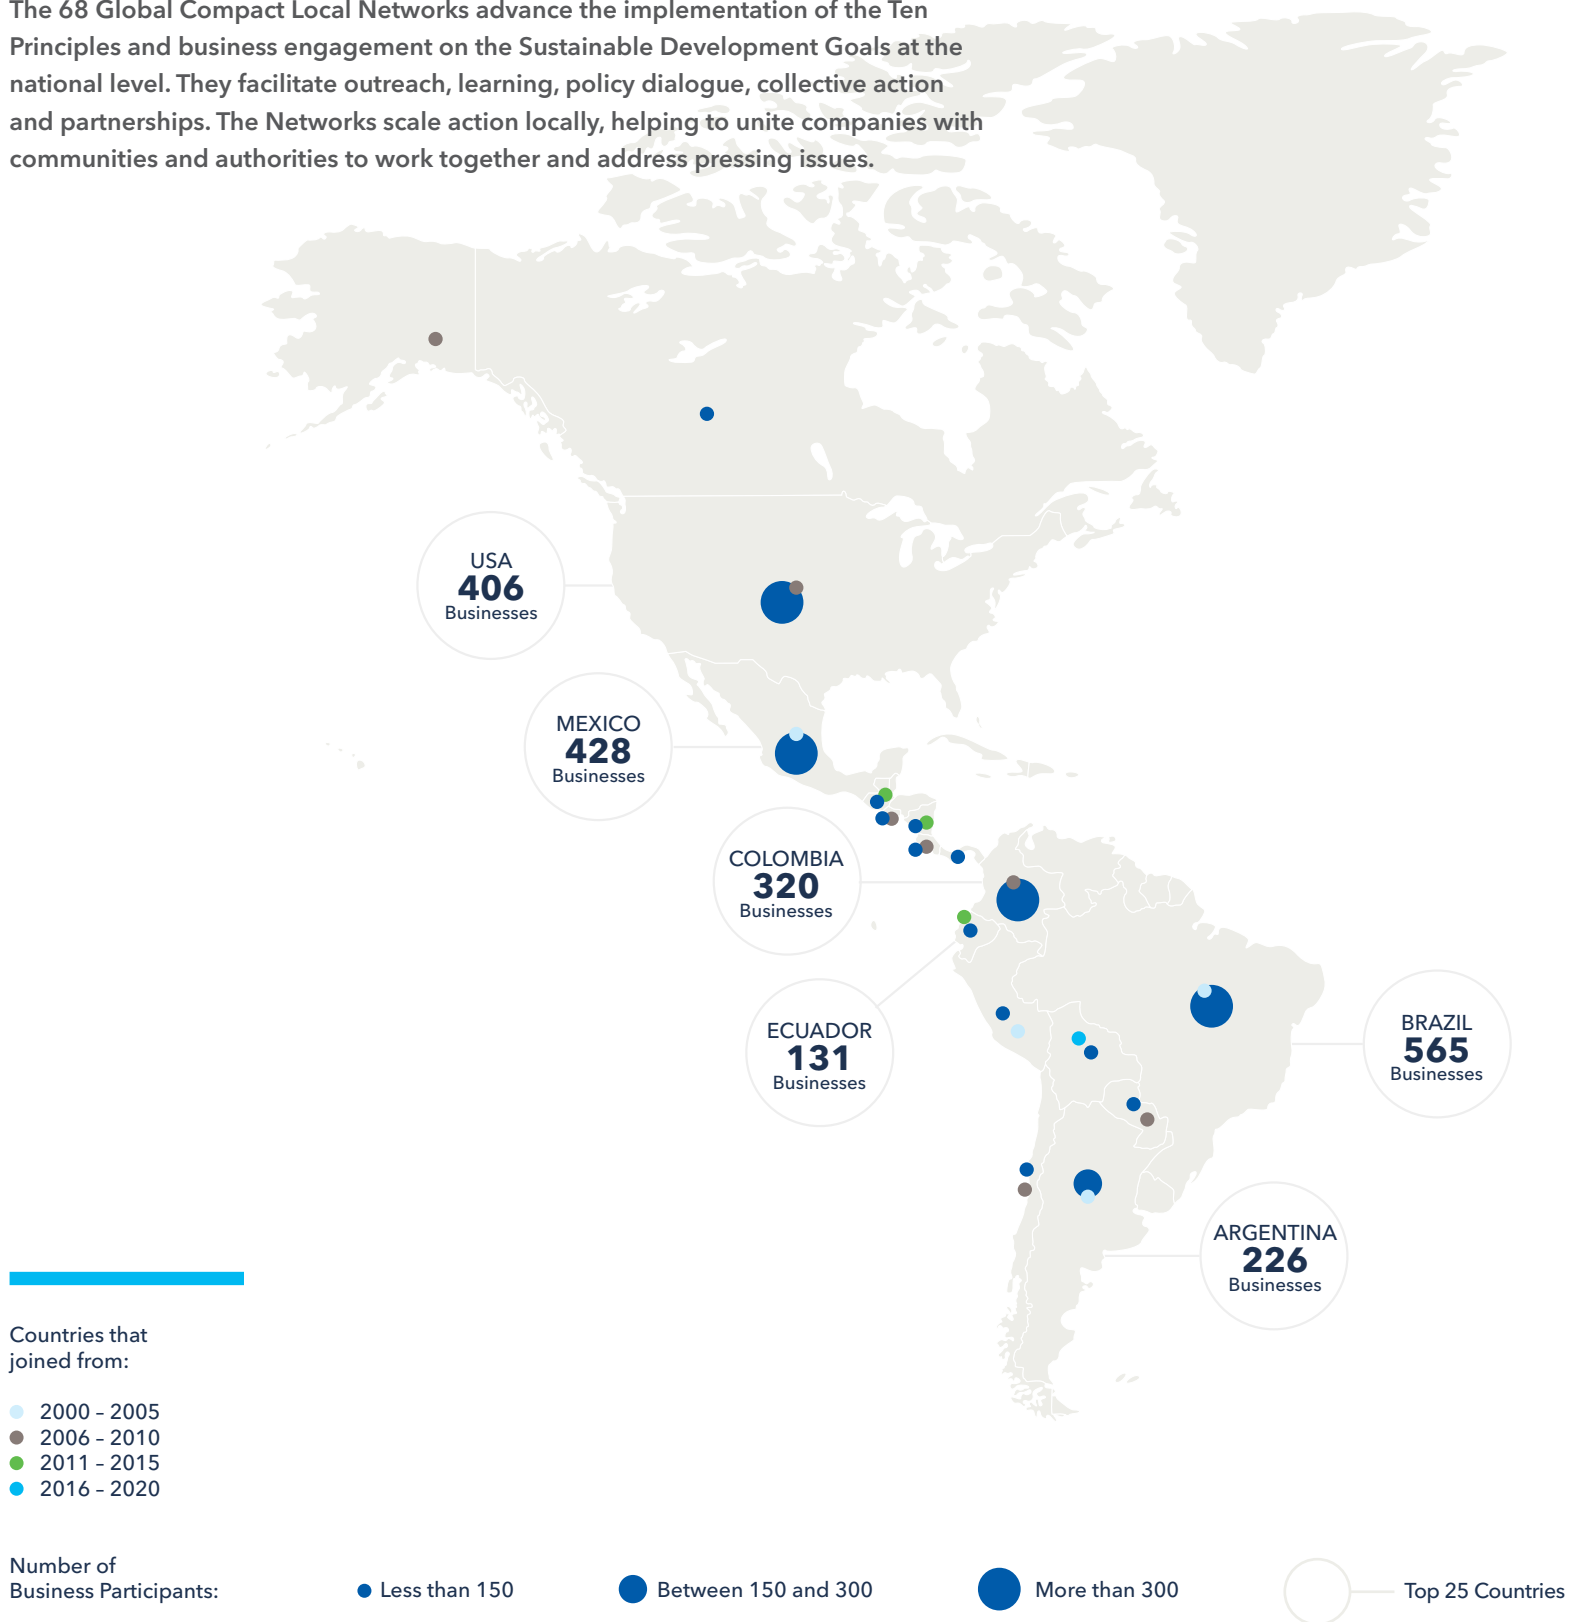 The 68 Global Compact Local Networks advance the implementation of the Ten
Principles and business engagement on the Sustainable Development Goals at the
national level. They facilitate outreach, learning, policy dialogue, collective action
and partnerships. The Networks scale action locally, helping to unite companies with
communities and authorities to work together and address pressing issues.
USA
406
Businesses
MEXICO
428
Businesses
COLOMBIA
320
Businesses
ECUADOR
131
Businesses
BRAZIL
565
Businesses
ARGENTINA
226
Businesses
Countries that
joined from:
2000 – 2005
2006 – 2010
2011 – 2015
2016 – 2020
Number of
Business Participants:
Less than 150
Between 150 and 300
More than 300
Top 25 Countries